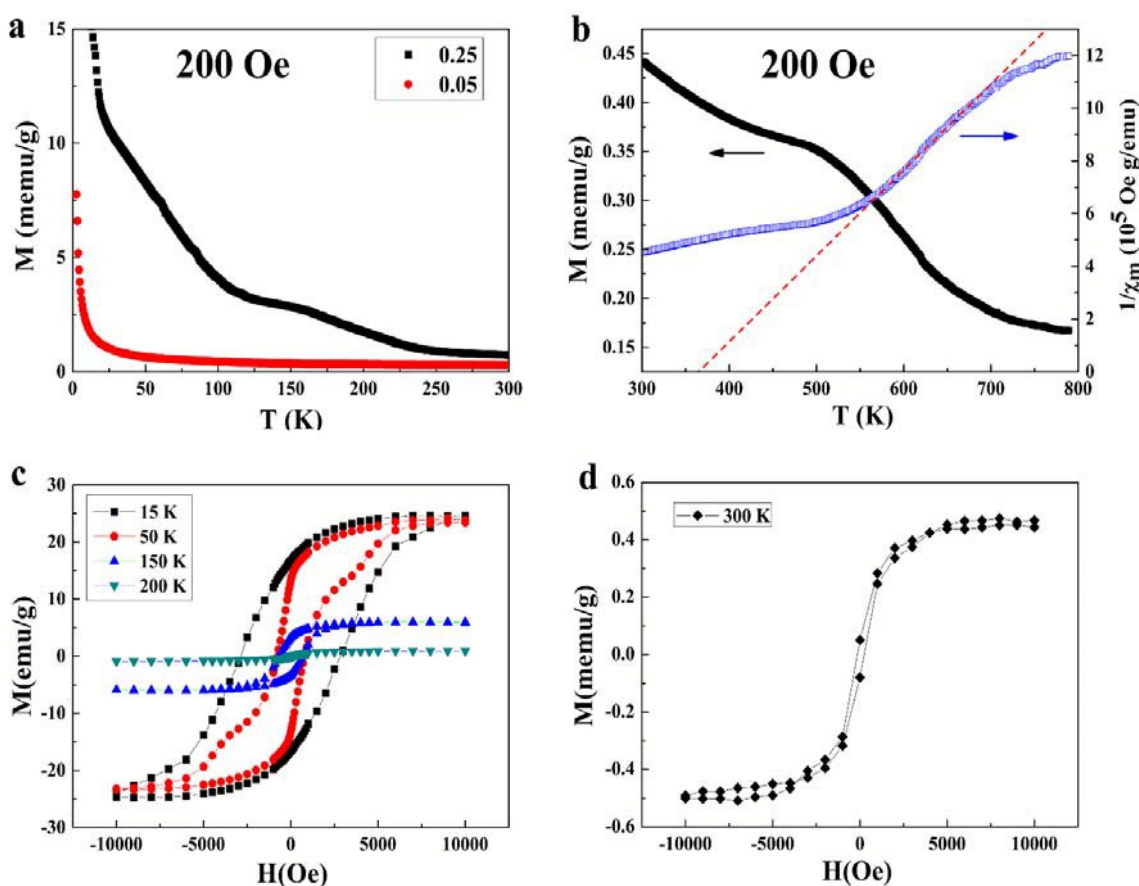 a
200 Oe
0.25
0.05
M (memu/g)
15
10
5
0
0 50 100 150 200 250 300
T (K)
b
200 Oe
M (memu/g)
0.45
0.40
0.35
0.30
0.25
0.20
0.15
12
10
8
6
4
2
0
1/χm (10⁵ Oe g/emu)
300 400 500 600 700 800
T (K)
c
15 K
50 K
150 K
200 K
M(emu/g)
30
20
10
0
-10
-20
-30
-10000 -5000 0 5000 10000
H(Oe)
d
300 K
M(memu/g)
0.6
0.4
0.2
0.0
-0.2
-0.4
-0.6
-10000 -5000 0 5000 10000
H(Oe)